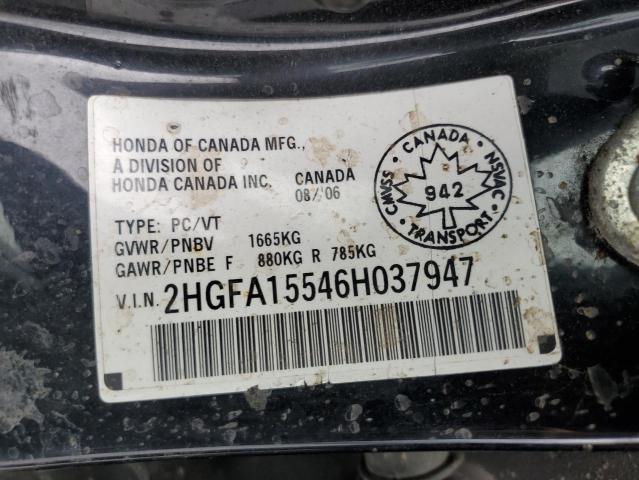 HONDA OF CANADA MFG.,
A DIVISION OF
HONDA CANADA INC. CANADA
08/'06
TYPE: PC/VT
GVWR/PNBV 1665KG
GAWR/PNBE F 880KG R 785KG
V.I.N. 2HGFA15546H037947
CANADA
CMVSS
NSVAC
942
TRANSPORT